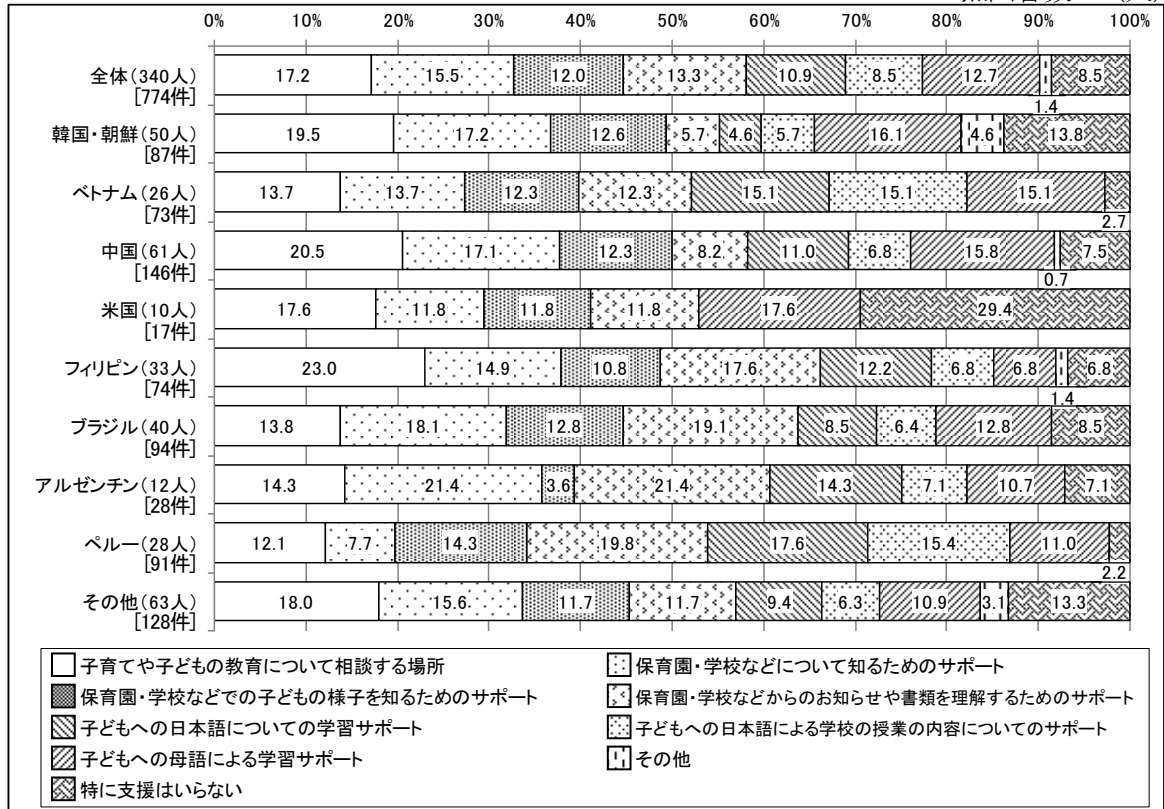 0% 10% 20% 30% 40% 50% 60% 70% 80% 90% 100%
全体(340人) 17.2 15.5 12.0 13.3 10.9 8.5 12.7 8.5
[774件] 1.4
韓国・朝鮮(50人) 19.5 17.2 12.6 5.7 4.6 5.7 16.1 4.6 13.8
[87件]
ベトナム(26人) 13.7 13.7 12.3 12.3 15.1 15.1 15.1
[73件] 2.7
中国(61人) 20.5 17.1 12.3 8.2 11.0 6.8 15.8 7.5
[146件] 0.7
米国(10人) 17.6 11.8 11.8 11.8 17.6 29.4
[17件]
フィリピン(33人) 23.0 14.9 10.8 17.6 12.2 6.8 6.8 6.8
[74件] 1.4
ブラジル(40人) 13.8 18.1 12.8 19.1 8.5 6.4 12.8 8.5
[94件]
アルゼンチン(12人) 14.3 21.4 3.6 21.4 14.3 7.1 10.7 7.1
[28件]
ペルー(28人) 12.1 7.7 14.3 19.8 17.6 15.4 11.0
[91件] 2.2
その他(63人) 18.0 15.6 11.7 11.7 9.4 6.3 10.9 3.1 13.3
[128件]
子育てや子どもの教育について相談する場所 保育園・学校などについて知るためのサポート
保育園・学校などでの子どもの様子を知るためのサポート 保育園・学校などからのお知らせや書類を理解するためのサポート
子どもへの日本語についての学習サポート 子どもへの日本語による学校の授業の内容についてのサポート
子どもへの母語による学習サポート その他
特に支援はいらない